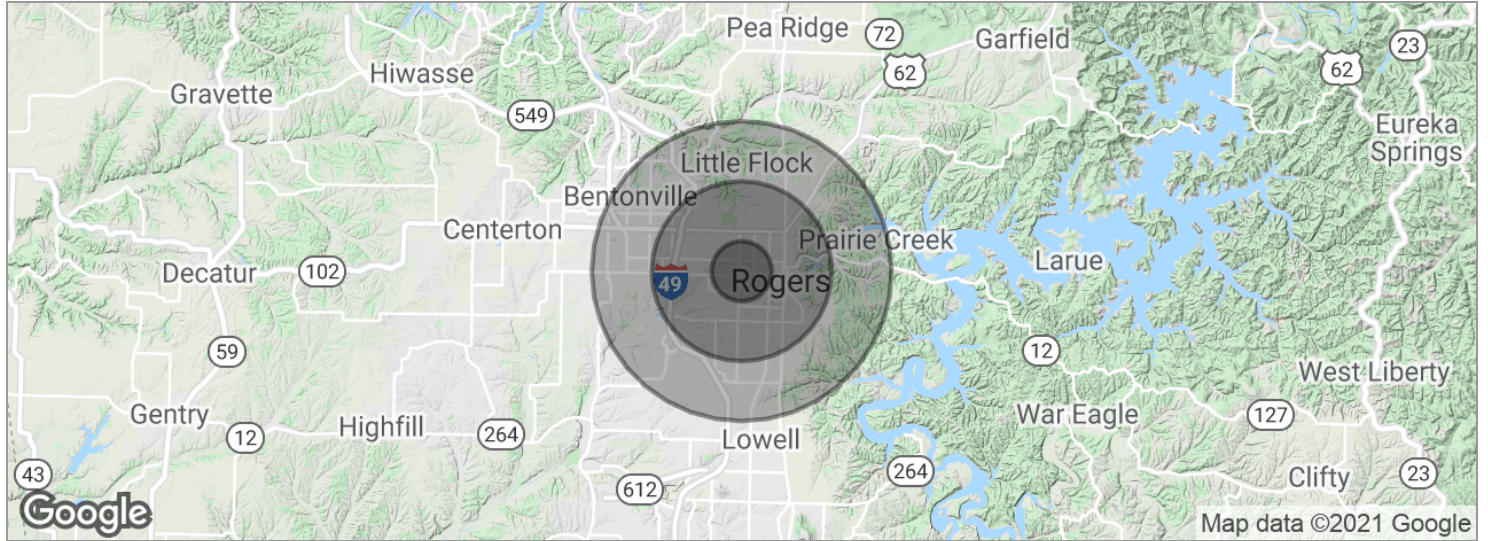 Pea Ridge
72
Garfield
23
62
62
Hiwasse
Gravette
549
Eureka
Springs
Little Flock
Bentonville
Centerton
Prairie Creek
Larue
Decatur
102
49
Rogers
59
12
West Liberty
Gentry
12
Highfill
264
War Eagle
127
Lowell
43
612
264
Clifty
23
Google
Map data ©2021 Google